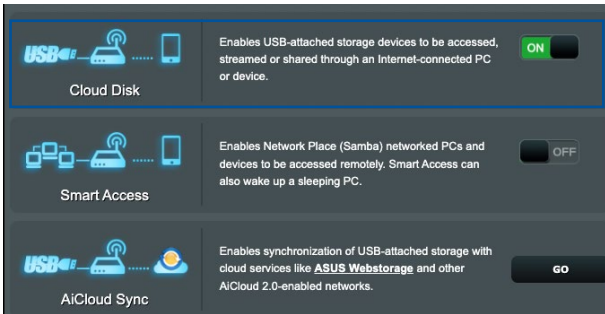 USB
Cloud Disk
Enables USB-attached storage devices to be accessed,
streamed or shared through an Internet-connected PC
or device.
ON
Smart Access
Enables Network Place (Samba) networked PCs and
devices to be accessed remotely. Smart Access can
also wake up a sleeping PC.
OFF
USB
AiCloud Sync
Enables synchronization of USB-attached storage with
cloud services like ASUS Webstorage and other
AiCloud 2.0-enabled networks.
GO